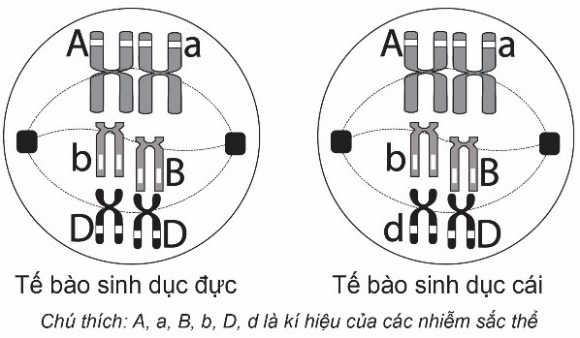 A a A a
b B b B
D D d D
Tế bào sinh dục đực Tế bào sinh dục cái
Chú thích: A, a, B, b, D, d là kí hiệu của các nhiễm sắc thể